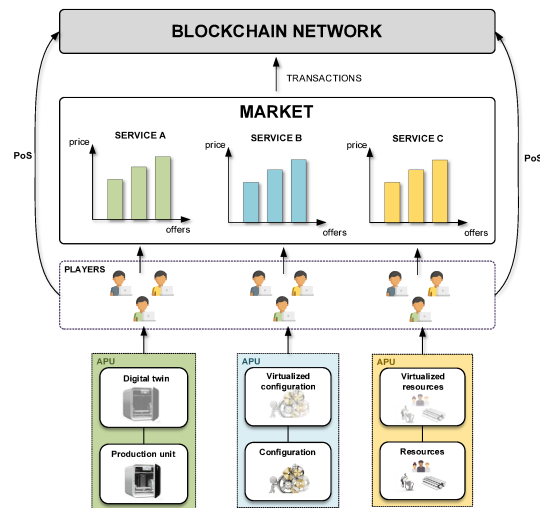 BLOCKCHAIN NETWORK
TRANSACTIONS
MARKET
SERVICE A
SERVICE B
SERVICE C
price
price
price
offers
offers
offers
PoS
PoS
PLAYERS
APU
APU
APU
Digital twin
Virtualized
configuration
Virtualized
resources
Production unit
Configuration
Resources